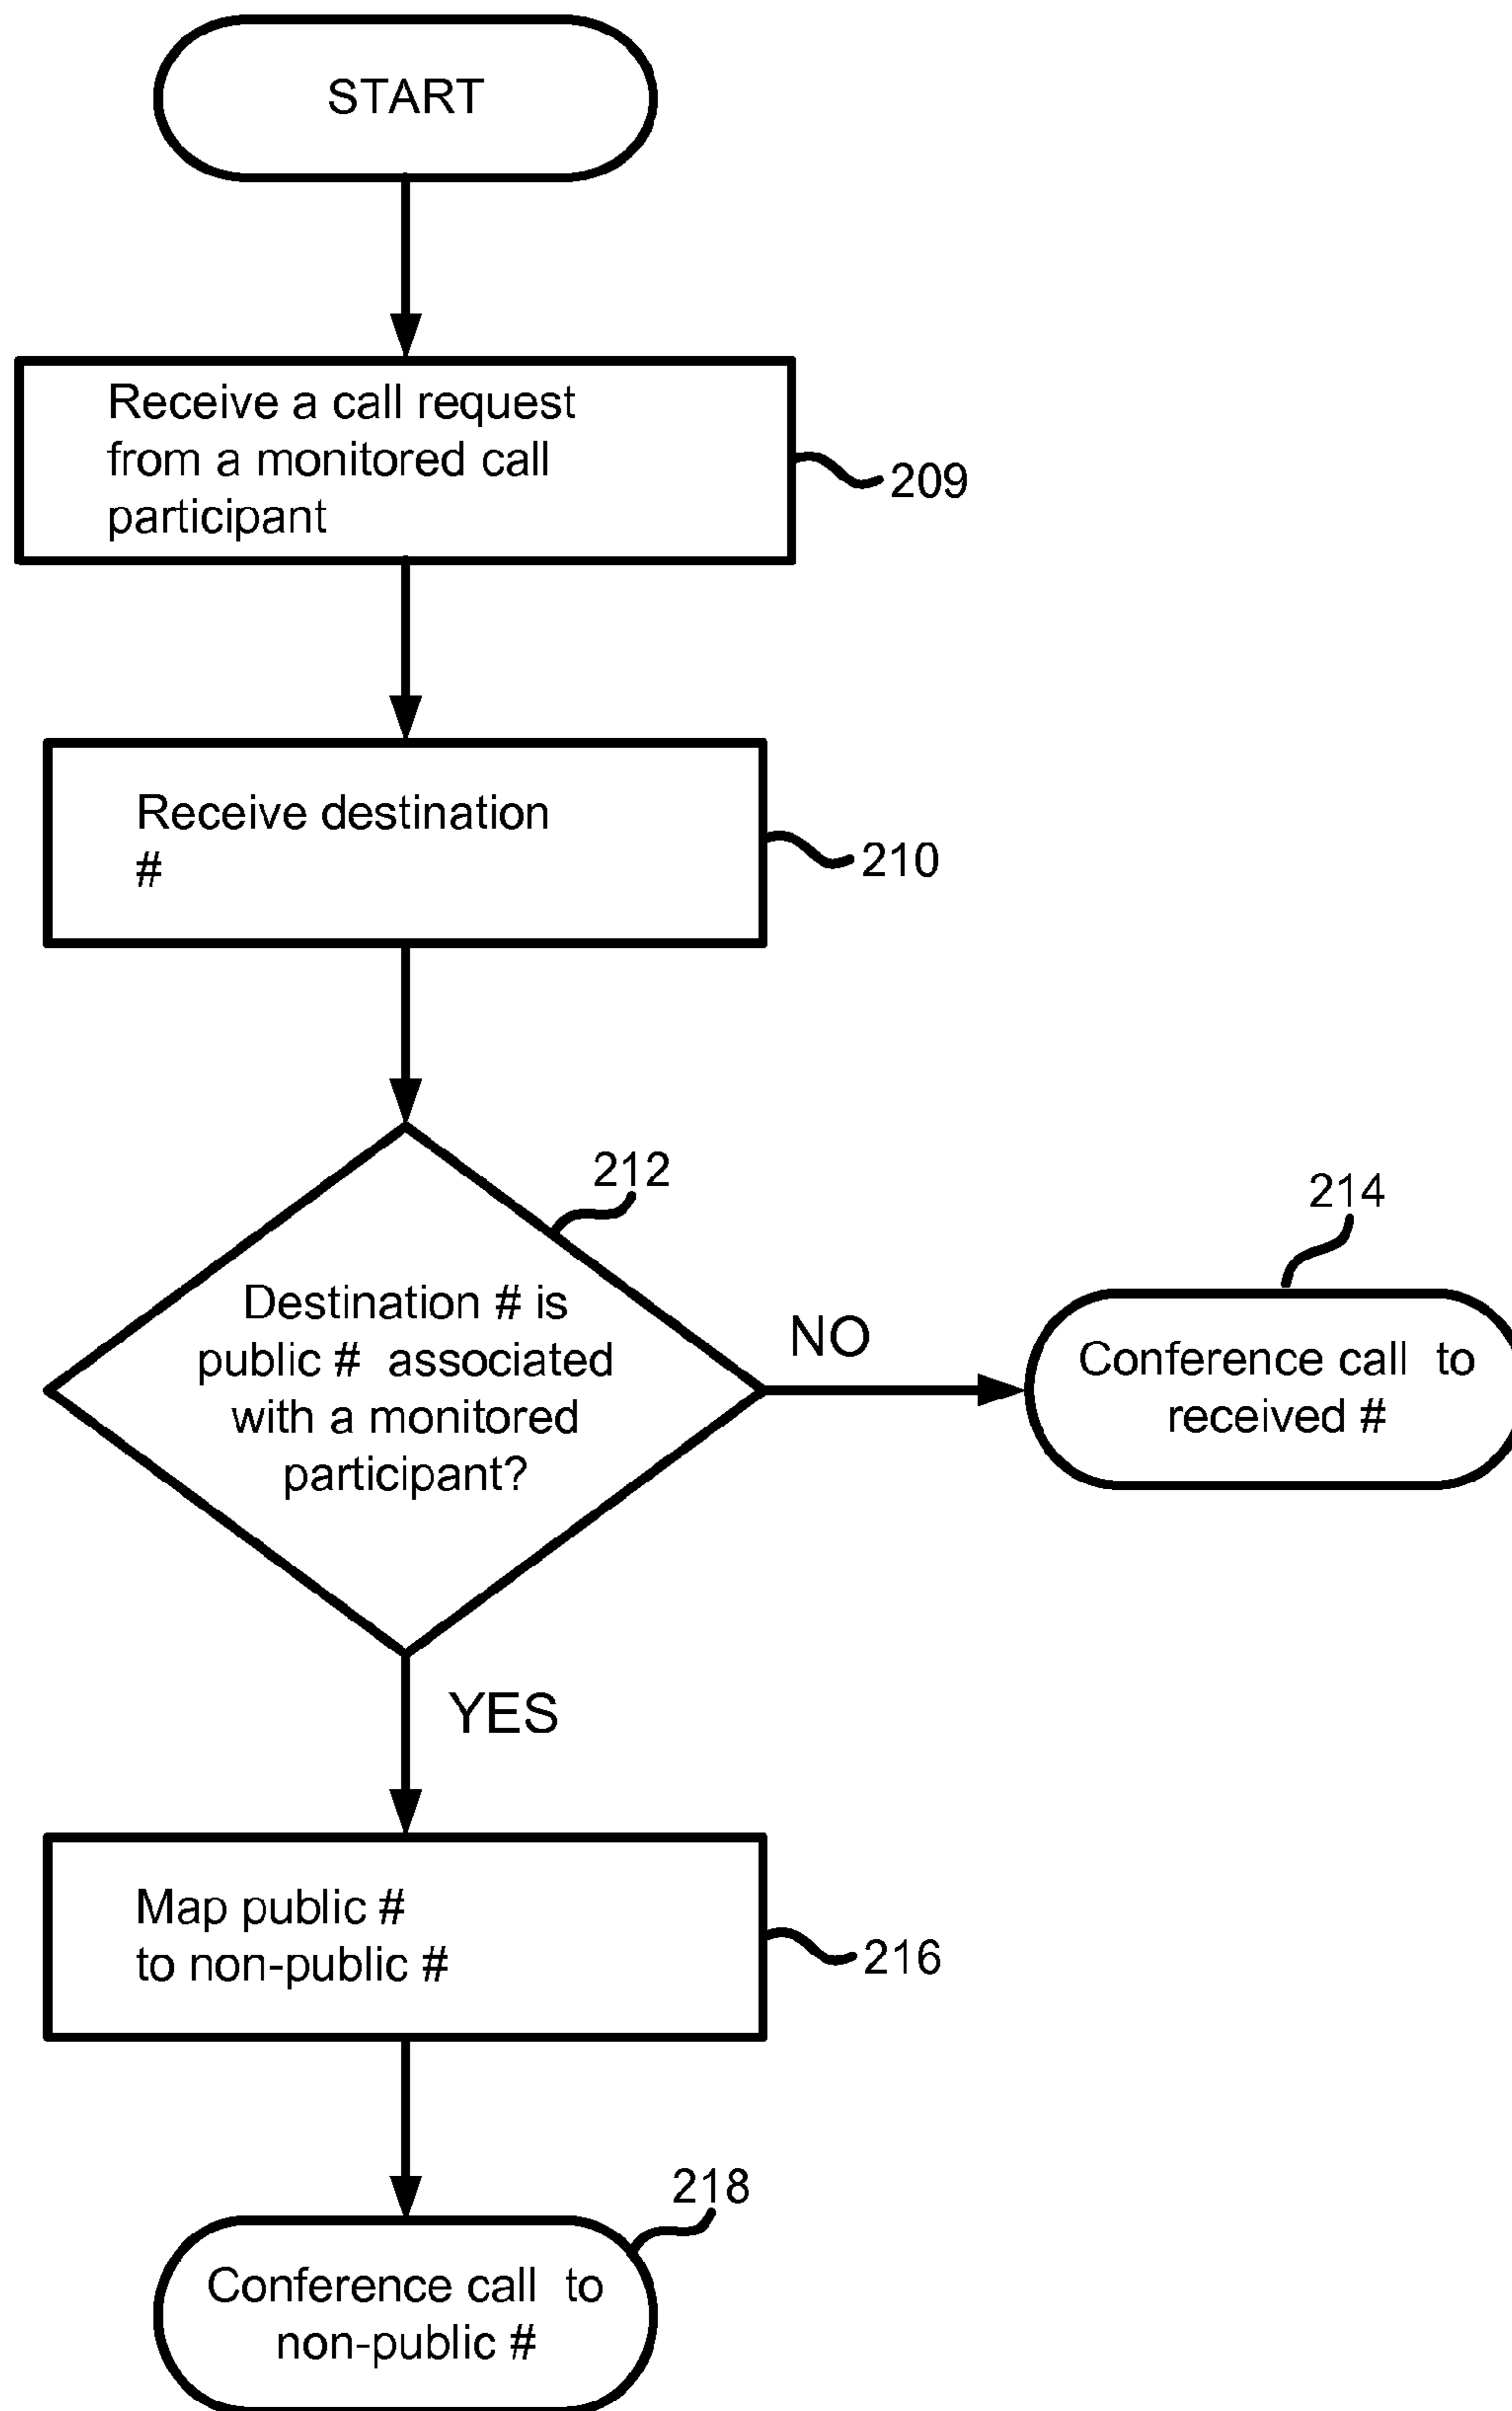 START
Receive a call request
from a monitored call
participant
209
Receive destination
#
210
212
Destination # is
public # associated
with a monitored
participant?
NO
214
Conference call to
received #
YES
Map public #
to non-public #
216
218
Conference call to
non-public #